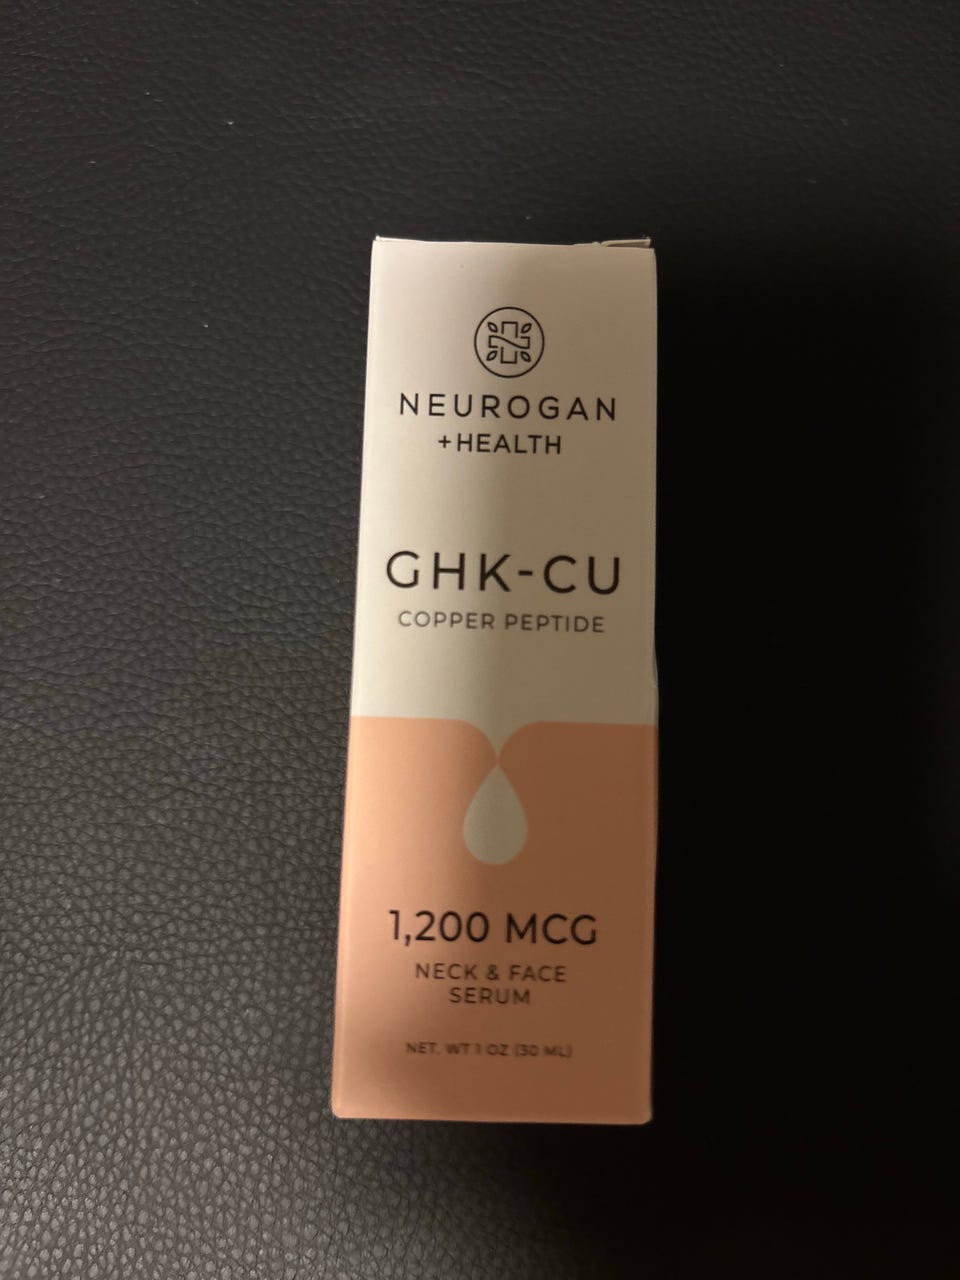 NEUROGAN
+HEALTH
GHK-CU
COPPER PEPTIDE
1,200 MCG
NECK & FACE
SERUM
NET. WT 1 OZ (30 ML)